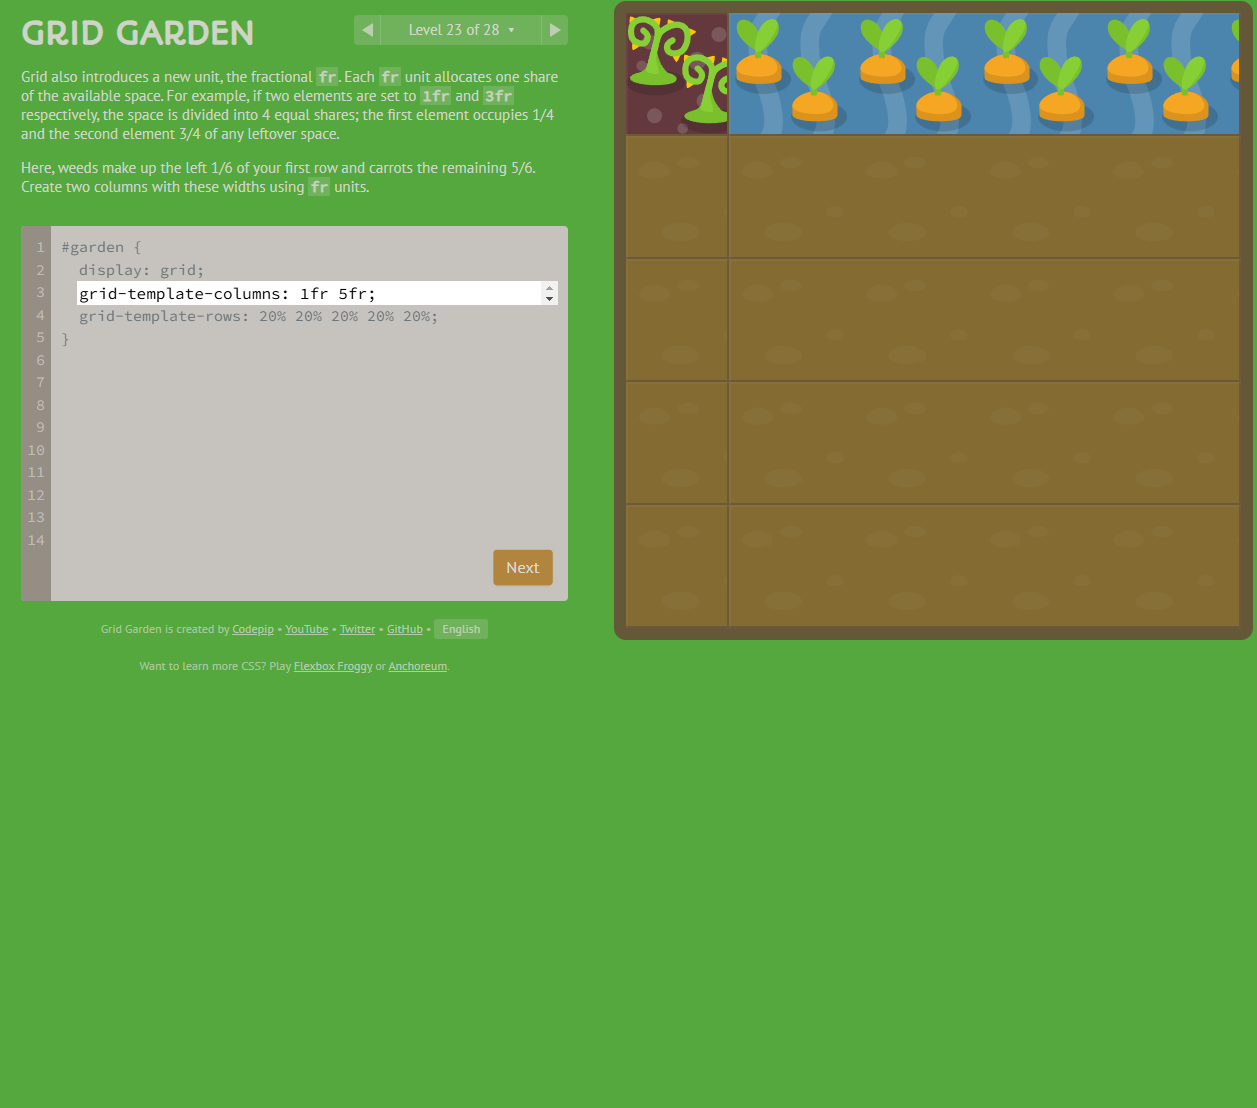 GRID GARDEN
Level 23 of 28
Grid also introduces a new unit, the fractional fr. Each fr unit allocates one share
of the available space. For example, if two elements are set to 1fr and 3fr
respectively, the space is divided into 4 equal shares; the first element occupies 1/4
and the second element 3/4 of any leftover space.
Here, weeds make up the left 1/6 of your first row and carrots the remaining 5/6.
Create two columns with these widths using fr units.
1 #garden {
2 display: grid;
3 grid-template-columns: 1fr 5fr;
4 grid-template-rows: 20% 20% 20% 20% 20%;
5 }
6
7
8
9
10
11
12
13
14
Next
Grid Garden is created by Codepip • YouTube • Twitter • GitHub • English
Want to learn more CSS? Play Flexbox Froggy or Anchoreum.